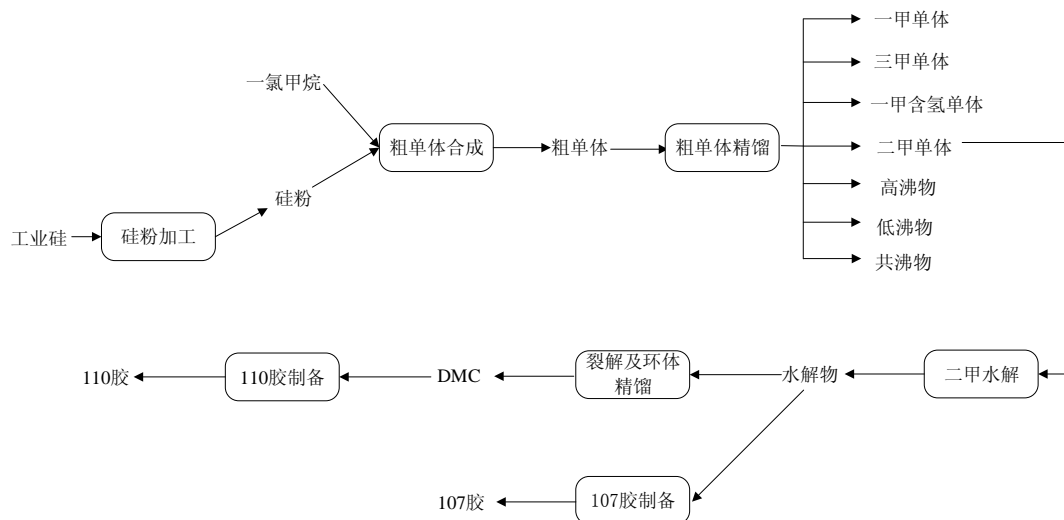 一甲单体
三甲单体
一氯甲烷
一甲含氢单体
粗单体合成
粗单体
粗单体精馏
二甲单体
硅粉
高沸物
工业硅
硅粉加工
低沸物
共沸物
110胶
110胶制备
DMC
裂解及环体
精馏
水解物
二甲水解
107胶
107胶制备